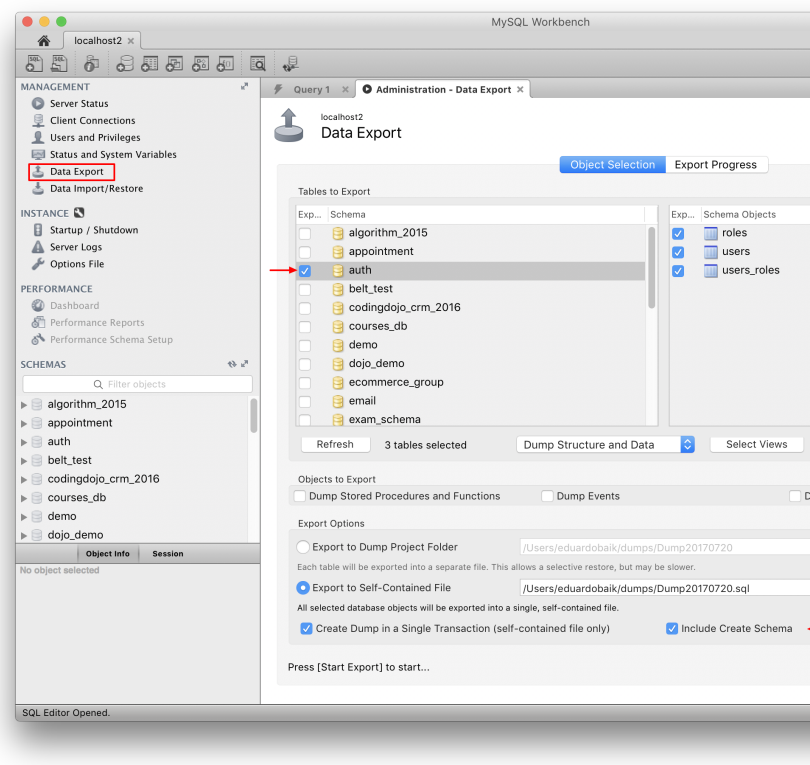 MySQL Workbench
localhost2
Query 1
Administration - Data Export
MANAGEMENT
Server Status
Client Connections
Users and Privileges
Status and System Variables
Data Export
Data Import/Restore
INSTANCE
Startup / Shutdown
Server Logs
Options File
PERFORMANCE
Dashboard
Performance Reports
Performance Schema Setup
SCHEMAS
Filter objects
algorithm_2015
appointment
auth
belt_test
codingdojo_crm_2016
courses_db
demo
dojo_demo
Object Info Session
No object selected
localhost2
Data Export
Object Selection Export Progress
Tables to Export
Exp... Schema
algorithm_2015
appointment
auth
belt_test
codingdojo_crm_2016
courses_db
demo
dojo_demo
ecommerce_group
email
exam_schema
Exp... Schema Objects
roles
users
users_roles
Refresh 3 tables selected Dump Structure and Data Select Views
Objects to Export
Dump Stored Procedures and Functions Dump Events D
Export Options
Export to Dump Project Folder /Users/eduardobaik/dumps/Dump20170720
Each table will be exported into a separate file. This allows a selective restore, but may be slower.
Export to Self-Contained File /Users/eduardobaik/dumps/Dump20170720.sql
All selected database objects will be exported into a single, self-contained file.
Create Dump in a Single Transaction (self-contained file only) Include Create Schema
Press [Start Export] to start...
SQL Editor Opened.